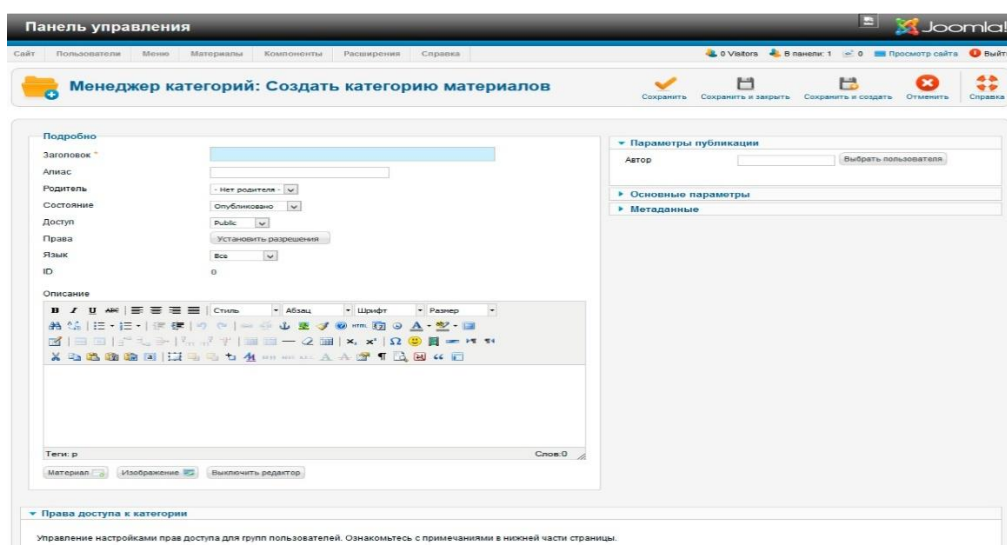 Панель управления
Joomla!
Сайт Пользователи Меню Материалы Компоненты Расширения Справка
0 Visitors В панели: 1 0 Просмотр сайта Выйт
Менеджер категорий: Создать категорию материалов
Сохранить Сохранить и закрыть Сохранить и создать Отменить Справка
Подробно
Заголовок *
Алиас
Родитель - Нет родителя -
Состояние Опубликовано
Доступ Public
Права Установить разрешения
Язык Все
ID 0
Описание
B I U ABC Стиль Абзац Шрифт Размер
HTML
Теги: p Слов:0
Материал Изображение Выключить редактор
Параметры публикации
Автор Выбрать пользователя
Основные параметры
Метаданные
Права доступа к категории
Управление настройками прав доступа для групп пользователей. Ознакомьтесь с примечаниями в нижней части страницы.